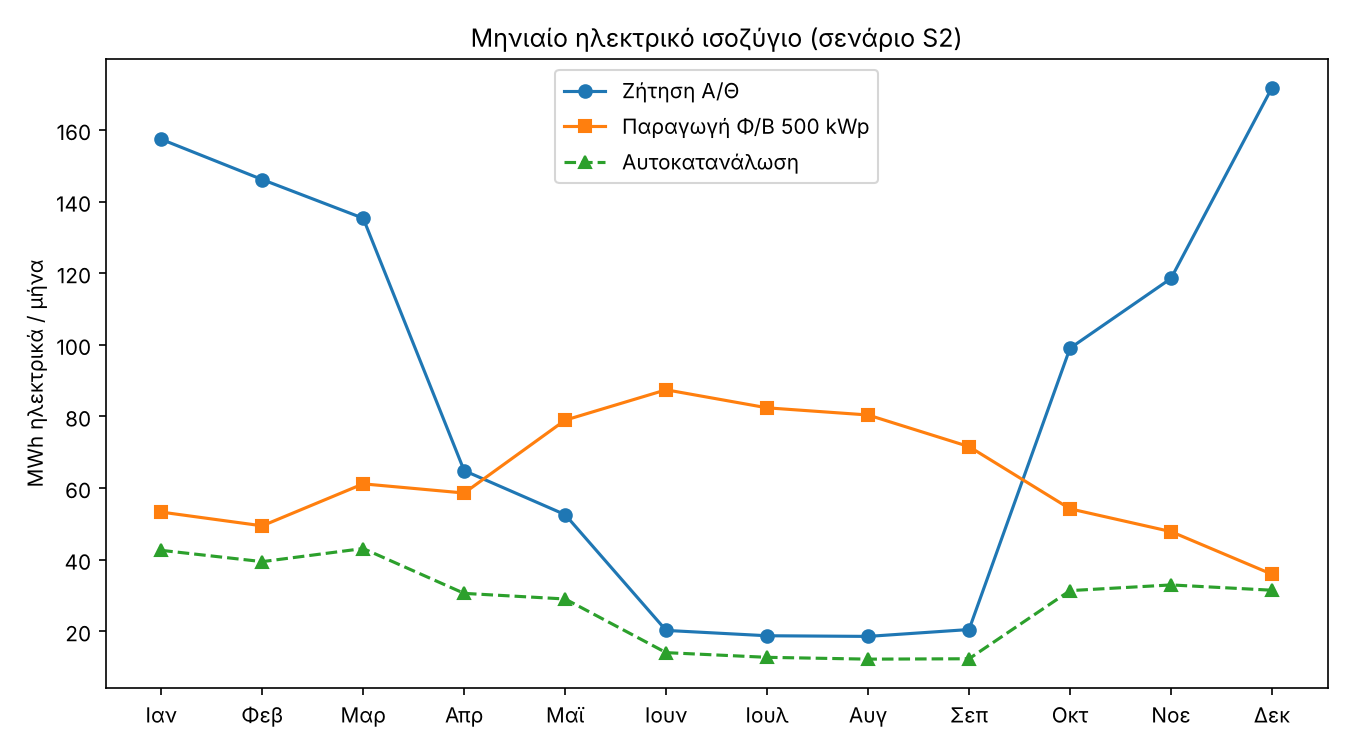 Μηνιαίο ηλεκτρικό ισοζύγιο (σενάριο S2)
Ζήτηση Α/Θ
Παραγωγή Φ/Β 500 kWp
Αυτοκατανάλωση
MWh ηλεκτρικά / μήνα
160
140
120
100
80
60
40
20
Ιαν Φεβ Μαρ Απρ Μαϊ Ιουν Ιουλ Αυγ Σεπ Οκτ Νοε Δεκ